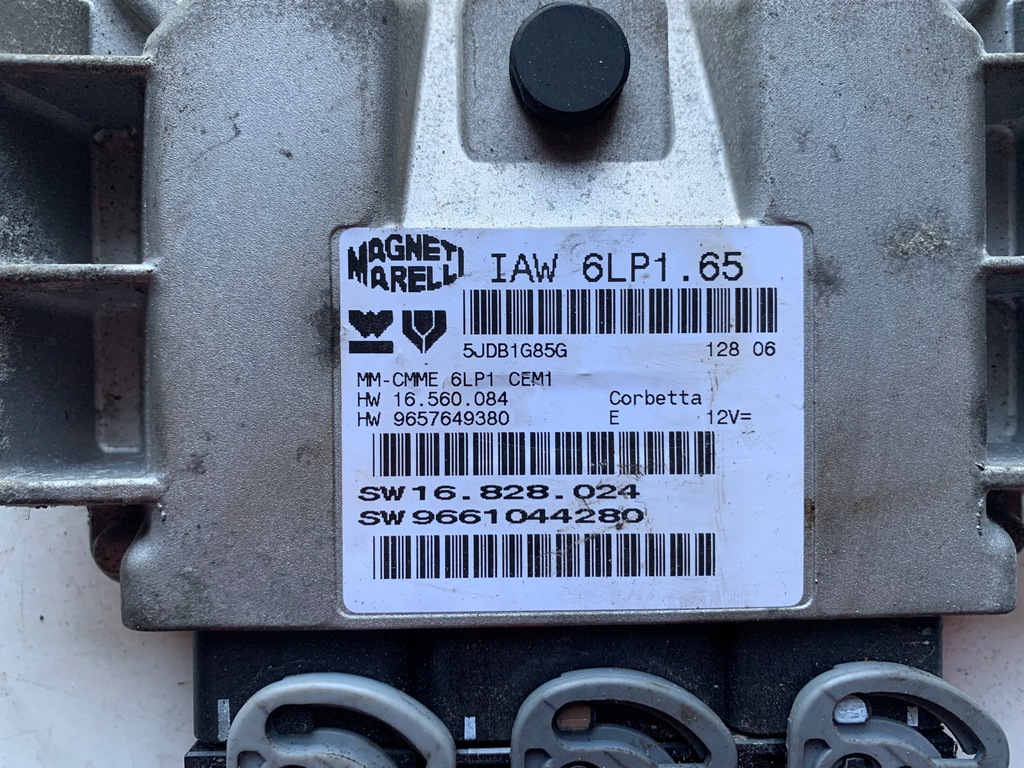 MAGNETI
MARELLI
IAW 6LP1.65
5JDB1G85G 128 06
MM-CMME 6LP1 CEM1
HW 16.560.084 Corbetta
HW 9657649380 E 12V=
SW 16.828.024
SW 9661044280